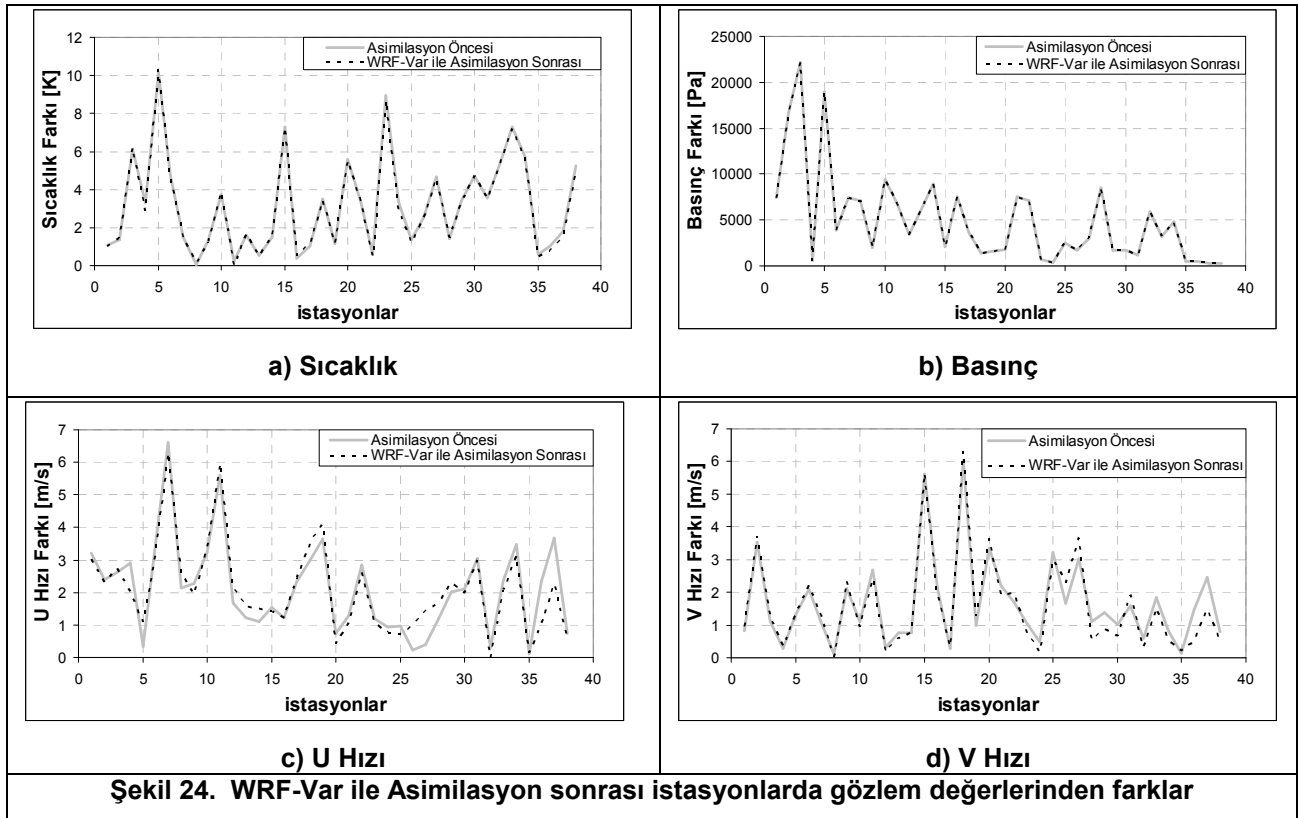 12
10
8
6
4
2
0
Sıcaklık Farkı [K]
Asimilasyon Öncesi
WRF-Var ile Asimilasyon Sonrası
0 5 10 15 20 25 30 35 40
istasyonlar
a) Sıcaklık
25000
20000
15000
10000
5000
0
Basınç Farkı [Pa]
Asimilasyon Öncesi
WRF-Var ile Asimilasyon Sonrası
0 5 10 15 20 25 30 35 40
istasyonlar
b) Basınç
7
6
5
4
3
2
1
0
U Hızı Farkı [m/s]
Asimilasyon Öncesi
WRF-Var ile Asimilasyon Sonrası
0 5 10 15 20 25 30 35 40
istasyonlar
c) U Hızı
7
6
5
4
3
2
1
0
V Hızı Farkı [m/s]
Asimilasyon Öncesi
WRF-Var ile Asimilasyon Sonrası
0 5 10 15 20 25 30 35 40
istasyonlar
d) V Hızı
Şekil 24. WRF-Var ile Asimilasyon sonrası istasyonlarda gözlem değerlerinden farklar